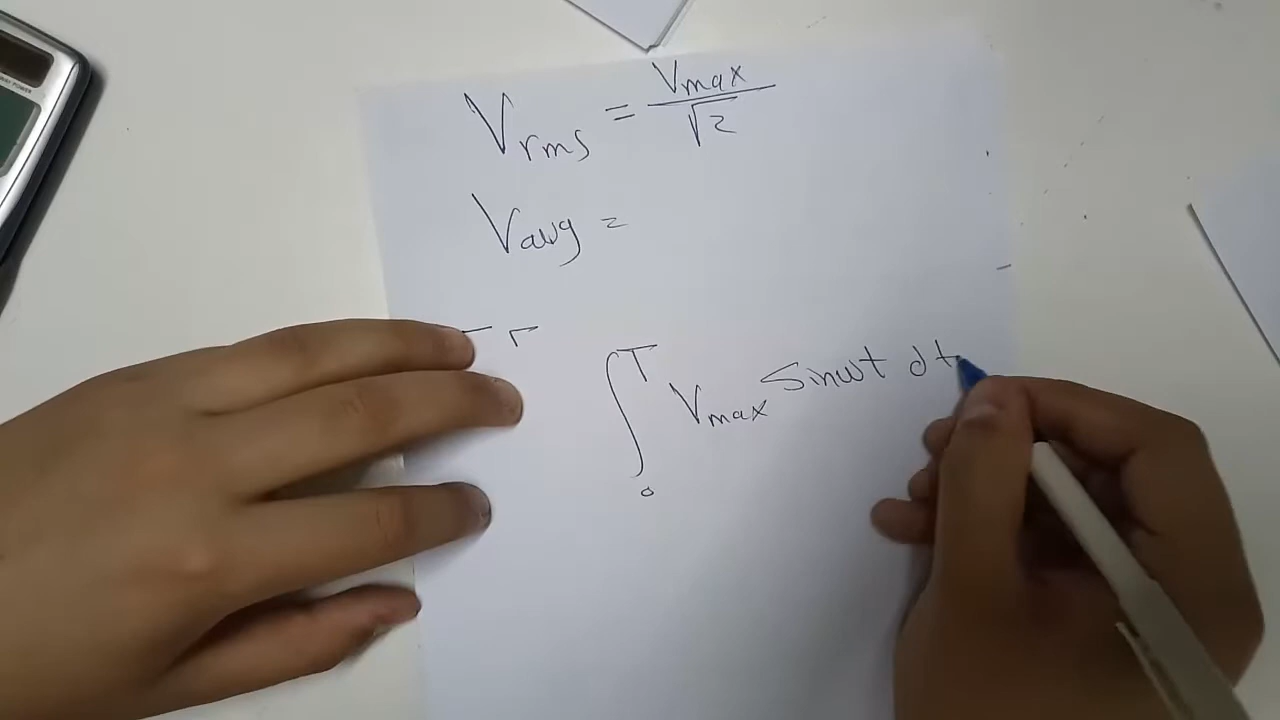 Vrms = Vmax/√2
Vavg =
∫₀ᵀ Vmax sinωt dt